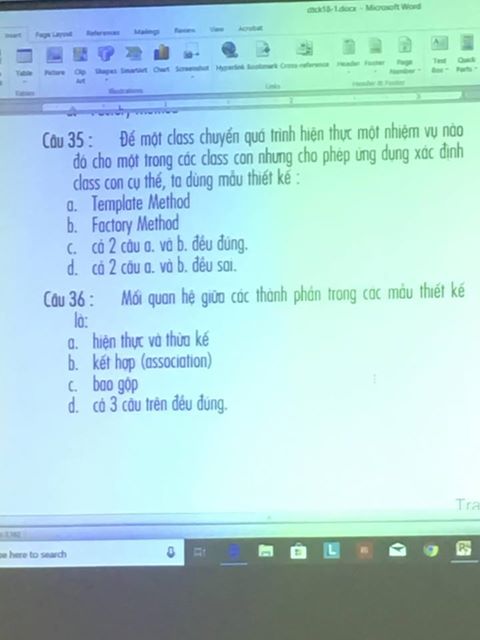 dtck18-1.docx - Microsoft Word
Insert Page Layout References Mailings Review View Acrobat
Table Picture Clip Art Shapes SmartArt Chart Screenshot Hyperlink Bookmark Cross-reference Header Footer Page Number Text Box Quick Parts
Tables Illustrations Links Header & Footer
Factory Method
Câu 35 : Để một class chuyển quá trình hiện thực một nhiệm vụ nào
đó cho một trong các class con nhưng cho phép ứng dụng xác định
class con cụ thể, ta dùng mẫu thiết kế :
a. Template Method
b. Factory Method
c. cả 2 câu a. và b. đều đúng.
d. cả 2 câu a. và b. đều sai.
Câu 36 : Mối quan hệ giữa các thành phần trong các mẫu thiết kế
là:
a. hiện thực và thừa kế
b. kết hợp (association)
c. bao gộp
d. cả 3 câu trên đều đúng.
Tra
here to search